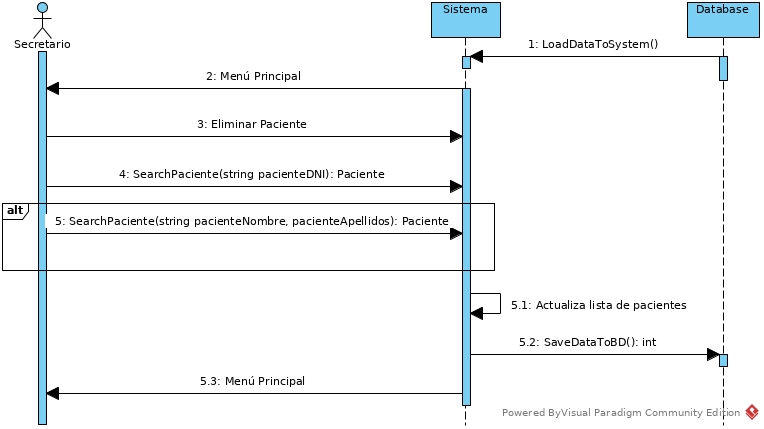 Secretario
Sistema
Database
1: LoadDataToSystem()
2: Menú Principal
3: Eliminar Paciente
4: SearchPaciente(string pacienteDNI): Paciente
alt
5: SearchPaciente(string pacienteNombre, pacienteApellidos): Paciente
5.1: Actualiza lista de pacientes
5.2: SaveDataToBD(): int
5.3: Menú Principal
Powered ByVisual Paradigm Community Edition